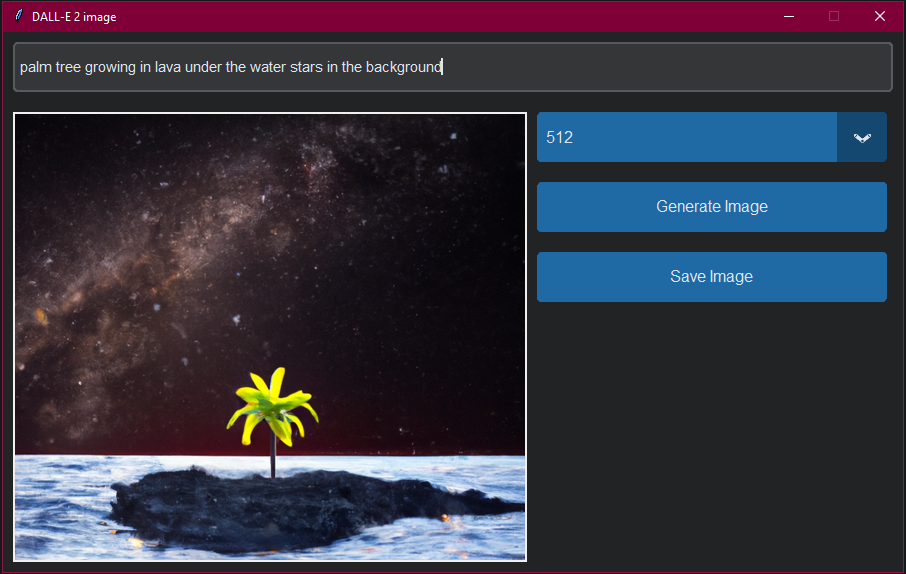 DALL-E 2 image
palm tree growing in lava under the water stars in the background
512
Generate Image
Save Image